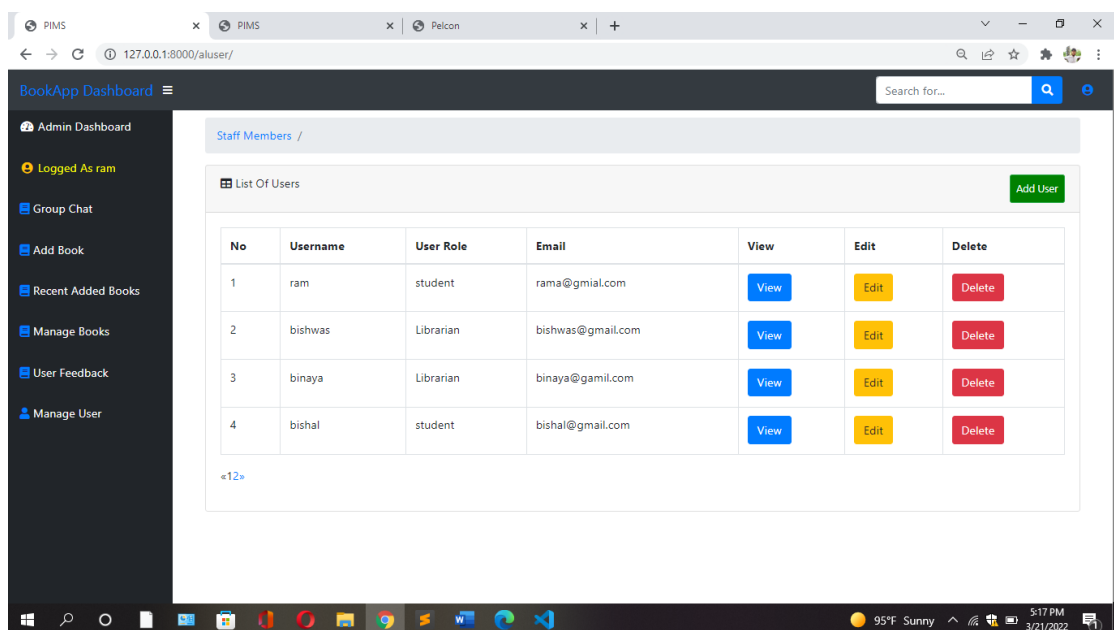 PIMS
PIMS
Pelcon
127.0.0.1:8000/aluser/
BookApp Dashboard
Search for...
Admin Dashboard
Logged As ram
Group Chat
Add Book
Recent Added Books
Manage Books
User Feedback
Manage User
Staff Members /
List Of Users
Add User
No Username User Role Email View Edit Delete
1 ram student rama@gmial.com View Edit Delete
2 bishwas Librarian bishwas@gmail.com View Edit Delete
3 binaya Librarian binaya@gamil.com View Edit Delete
4 bishal student bishal@gmail.com View Edit Delete
«12»
95°F Sunny
5:17 PM
3/21/2022